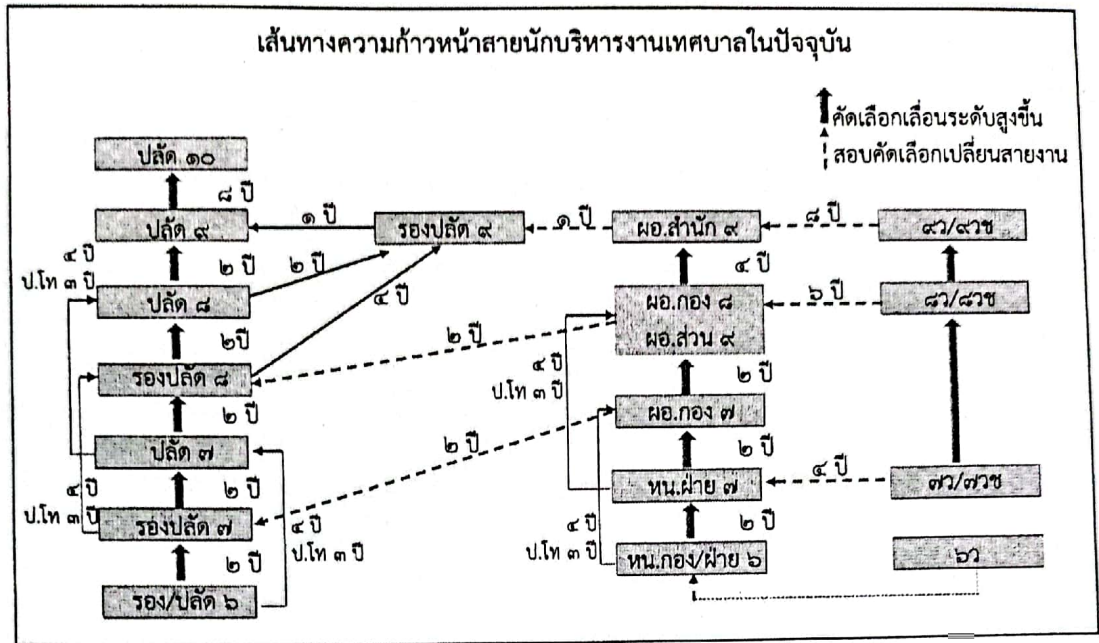 เส้นทางความก้าวหน้าสายนักบริหารงานเทศบาลในปัจจุบัน
คัดเลือกเลื่อนระดับสูงขึ้น
สอบคัดเลือกเปลี่ยนสายงาน
ปลัด ๑๐
๘ ปี
ปลัด ๙
๑ ปี
รองปลัด ๙
๑ ปี
ผอ.สำนัก ๙
๘ ปี
๙ว/๙วช
๔ ปี
ป.โท ๓ ปี
๒ ปี
๒ ปี
๔ ปี
๔ ปี
ปลัด ๘
ผอ.กอง ๘
ผอ.ส่วน ๙
๖ ปี
๘ว/๘วช
๒ปี
๒ ปี
รองปลัด ๘
๔ ปี
ป.โท ๓ ปี
๒ ปี
๒ ปี
ผอ.กอง ๗
ปลัด ๗
๒ ปี
๒ ปี
๔ ปี
ป.โท ๓ ปี
๒ ปี
หน.ฝ่าย ๗
๔ ปี
๗ว/๗วช
รองปลัด ๗
๔ ปี
ป.โท ๓ ปี
๔ ปี
ป.โท ๓ ปี
๒ ปี
๒ ปี
หน.กอง/ฝ่าย ๖
๖ว
รอง/ปลัด ๖